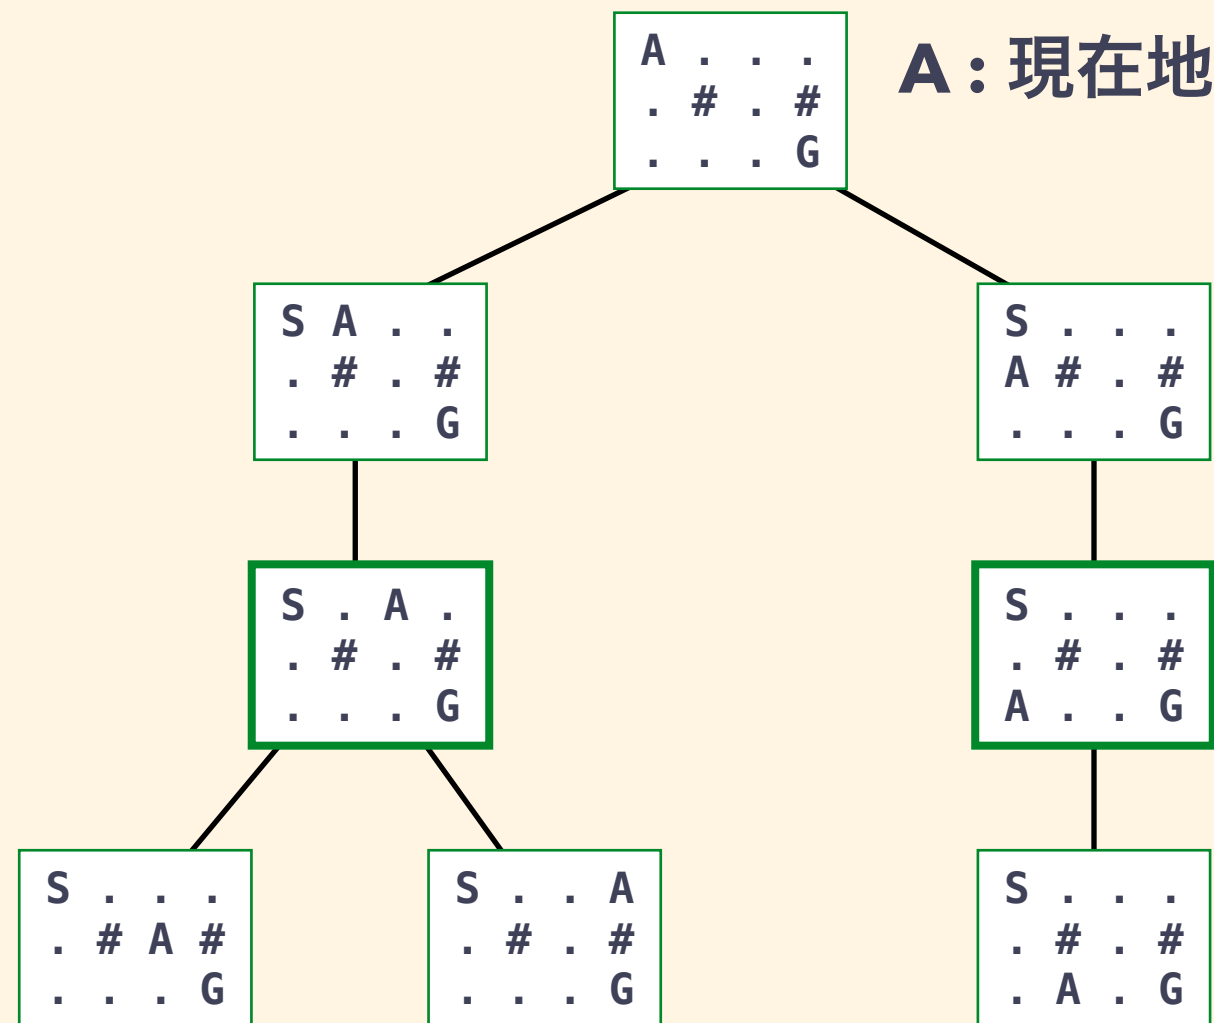 A . . .
. # . #
. . . G
A : 現在地
S A . .
. # . #
. . . G
S . . .
A # . #
. . . G
S . A .
. # . #
. . . G
S . . .
. # . #
A . . G
S . . .
. # A #
. . . G
S . . A
. # . #
. . . G
S . . .
. # . #
. A . G